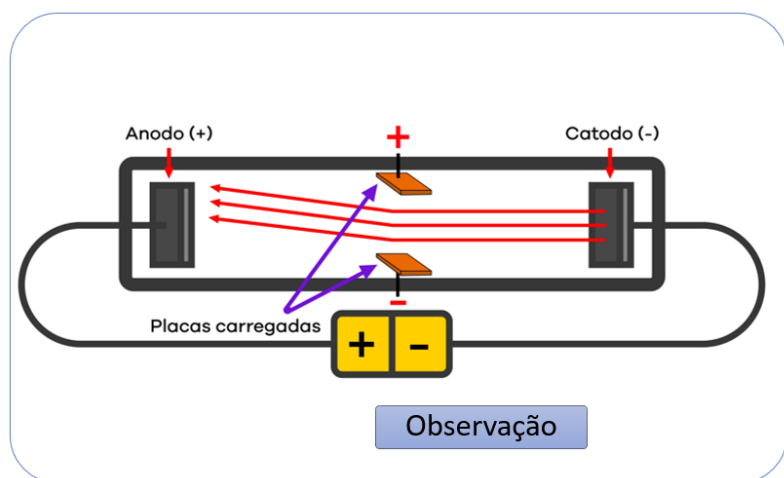 Anodo (+)
+
Catodo (-)
-
Placas carregadas
+ -
Observação